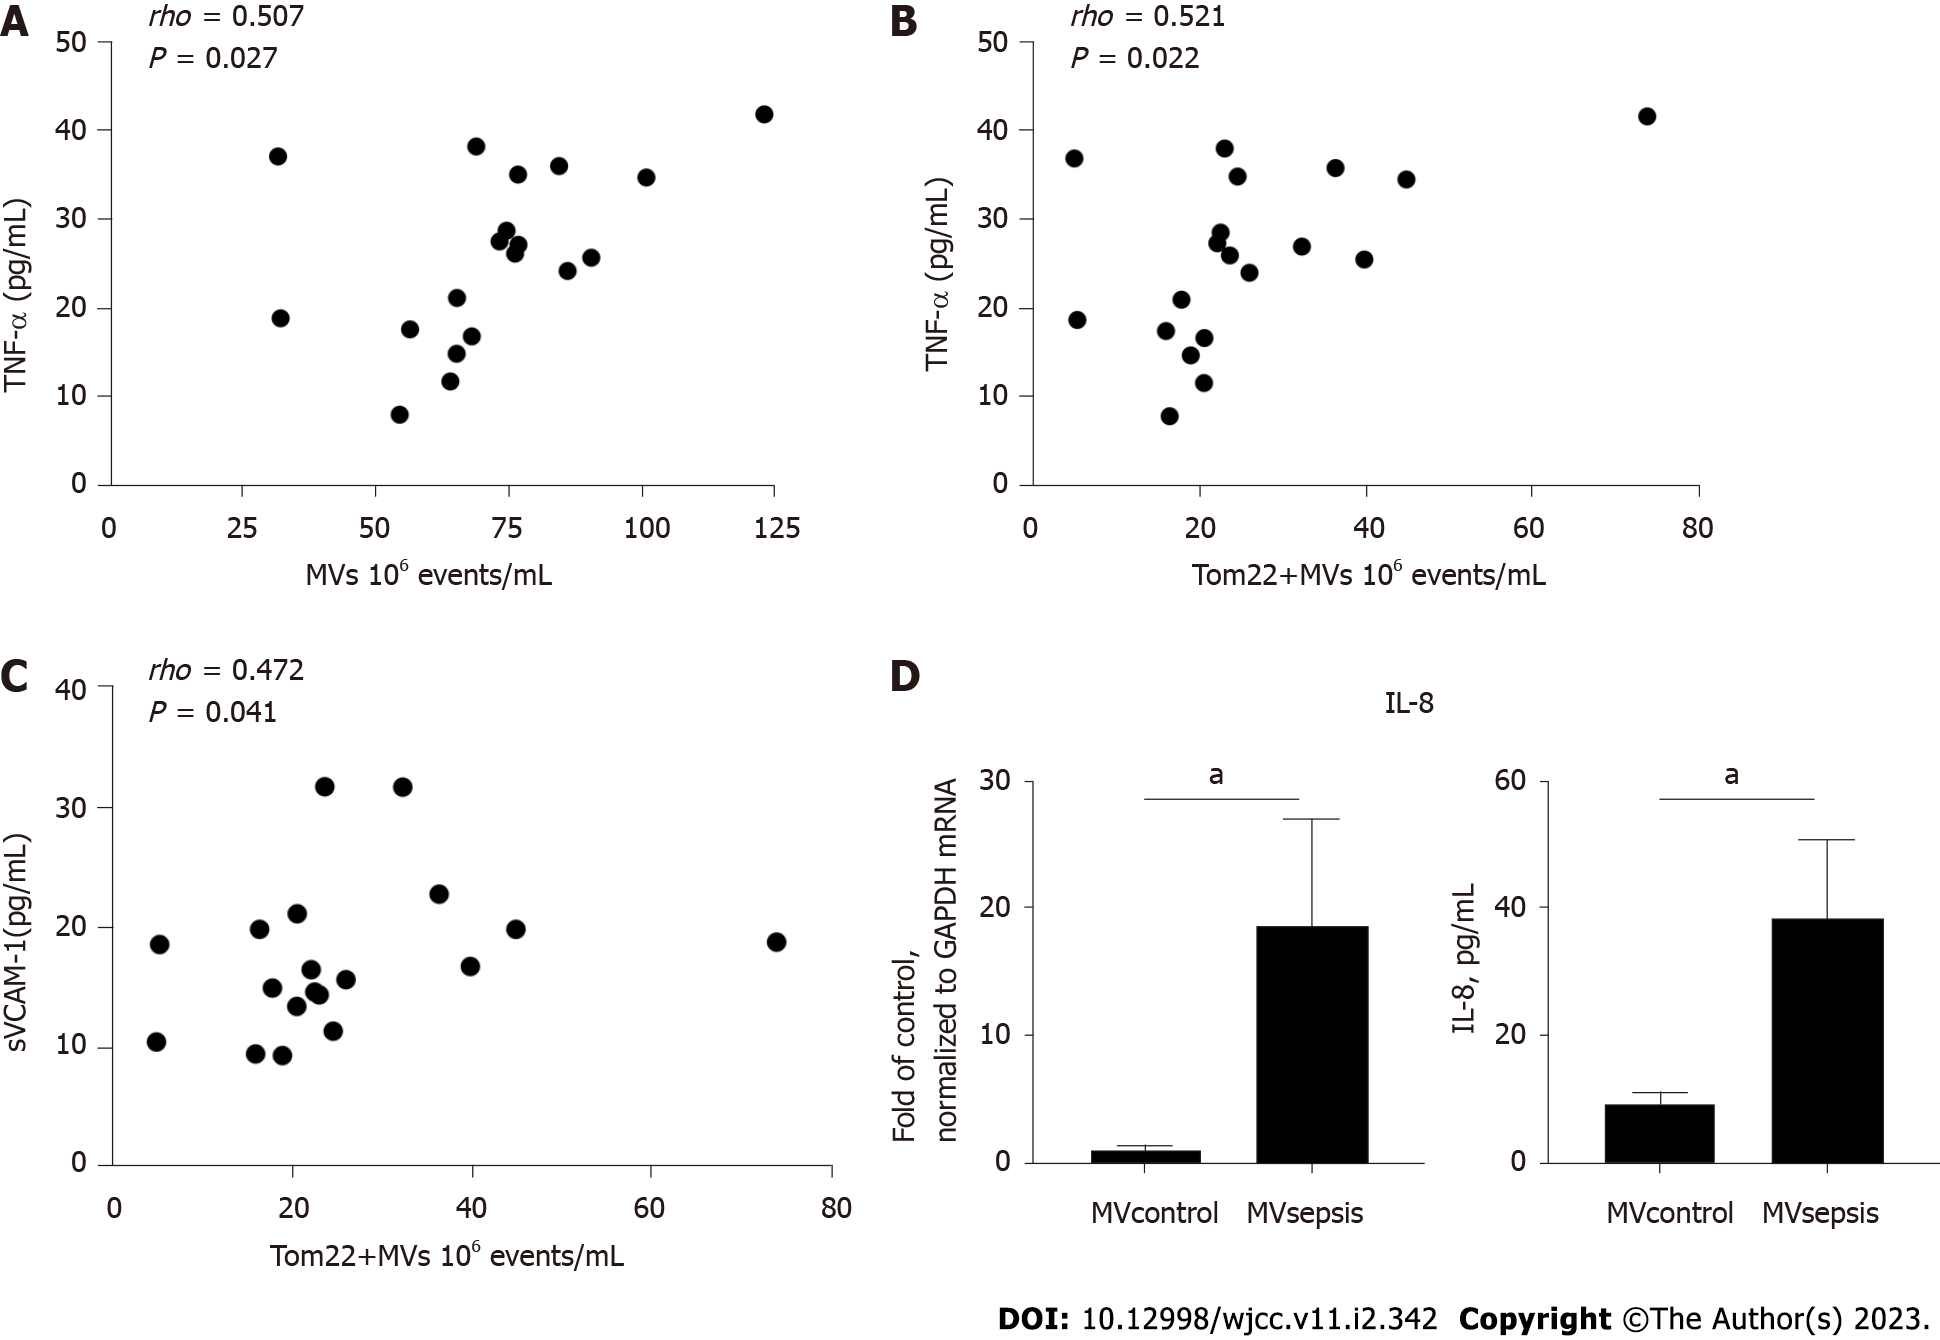 A
rho = 0.507
P = 0.027
50
40
30
20
10
0
TNF-α (pg/mL)
0 25 50 75 100 125
MVs 10⁶ events/mL
B
rho = 0.521
P = 0.022
50
40
30
20
10
0
TNF-α (pg/mL)
0 20 40 60 80
Tom22+MVs 10⁶ events/mL
C
rho = 0.472
P = 0.041
40
30
20
10
0
sVCAM-1(pg/mL)
0 20 40 60 80
Tom22+MVs 10⁶ events/mL
D
IL-8
a
30
20
10
0
Fold of control,
normalized to GAPDH mRNA
MVcontrol MVsepsis
a
60
40
20
0
IL-8, pg/mL
MVcontrol MVsepsis
DOI: 10.12998/wjcc.v11.i2.342 Copyright ©The Author(s) 2023.